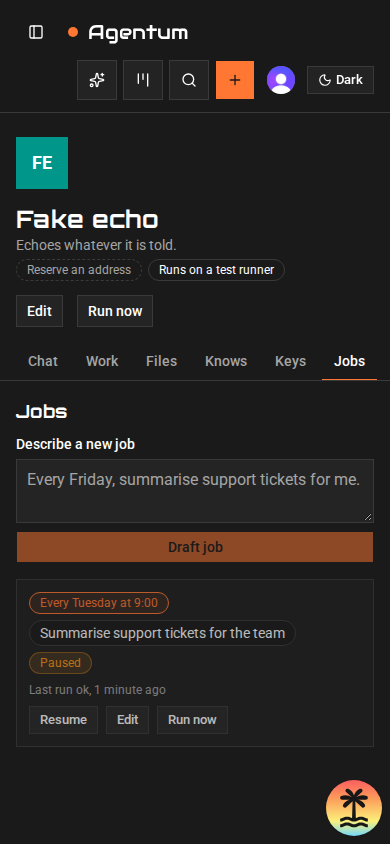 Agentum
Dark
FE
Fake echo
Echoes whatever it is told.
Reserve an address Runs on a test runner
Edit Run now
Chat Work Files Knows Keys Jobs
Jobs
Describe a new job
Every Friday, summarise support tickets for me.
Draft job
Every Tuesday at 9:00
Summarise support tickets for the team
Paused
Last run ok, 1 minute ago
Resume Edit Run now